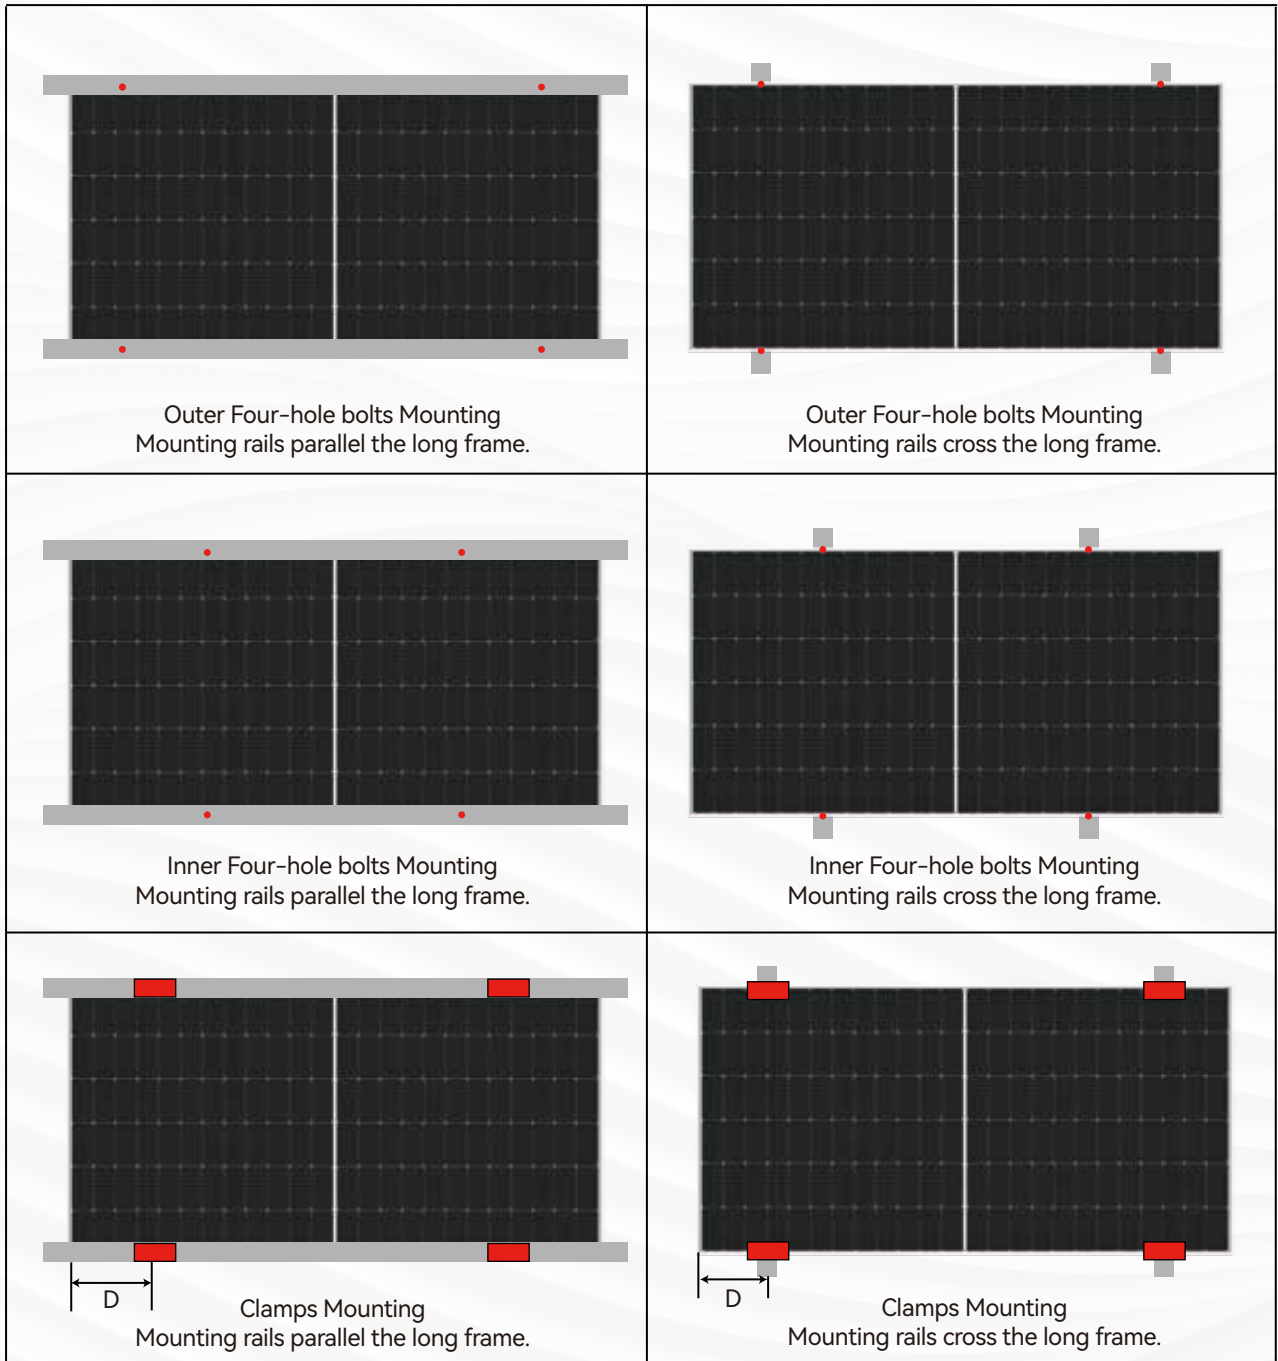 Outer Four-hole bolts Mounting
Mounting rails parallel the long frame.
Outer Four-hole bolts Mounting
Mounting rails cross the long frame.
Inner Four-hole bolts Mounting
Mounting rails parallel the long frame.
Inner Four-hole bolts Mounting
Mounting rails cross the long frame.
D
Clamps Mounting
Mounting rails parallel the long frame.
D
Clamps Mounting
Mounting rails cross the long frame.